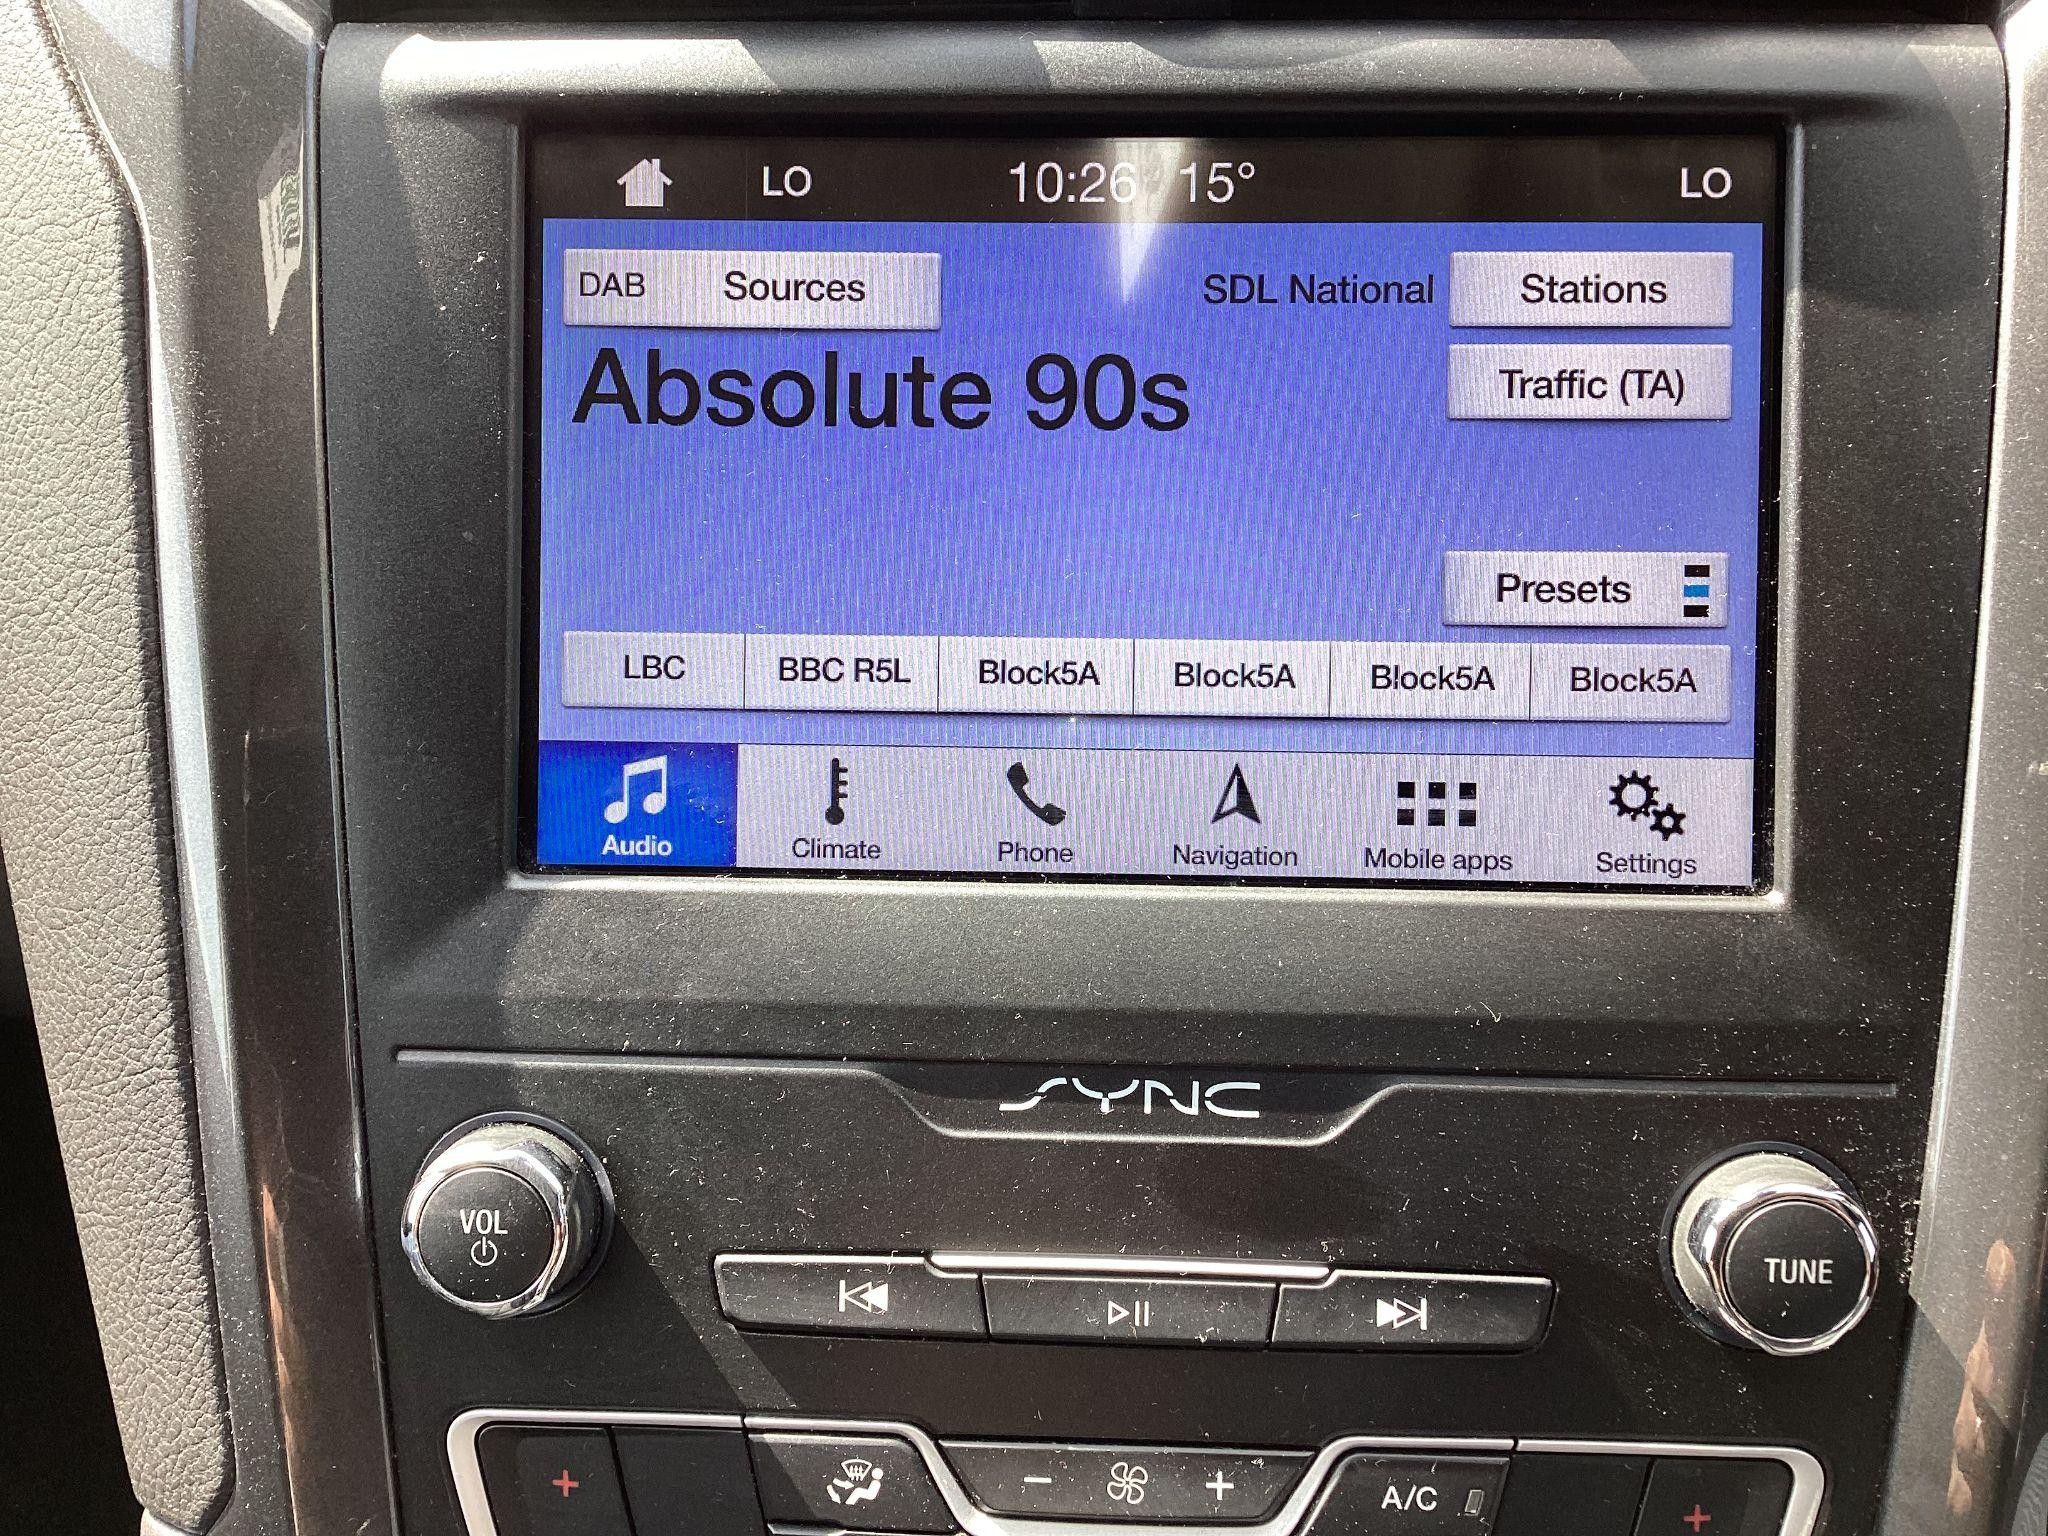 LO 10:26 15° LO
DAB Sources SDL National Stations
Absolute 90s
Traffic (TA)
Presets
LBC BBC R5L Block5A Block5A Block5A Block5A
Audio Climate Phone Navigation Mobile apps Settings
SYNC
VOL
TUNE
+ − + A/C +